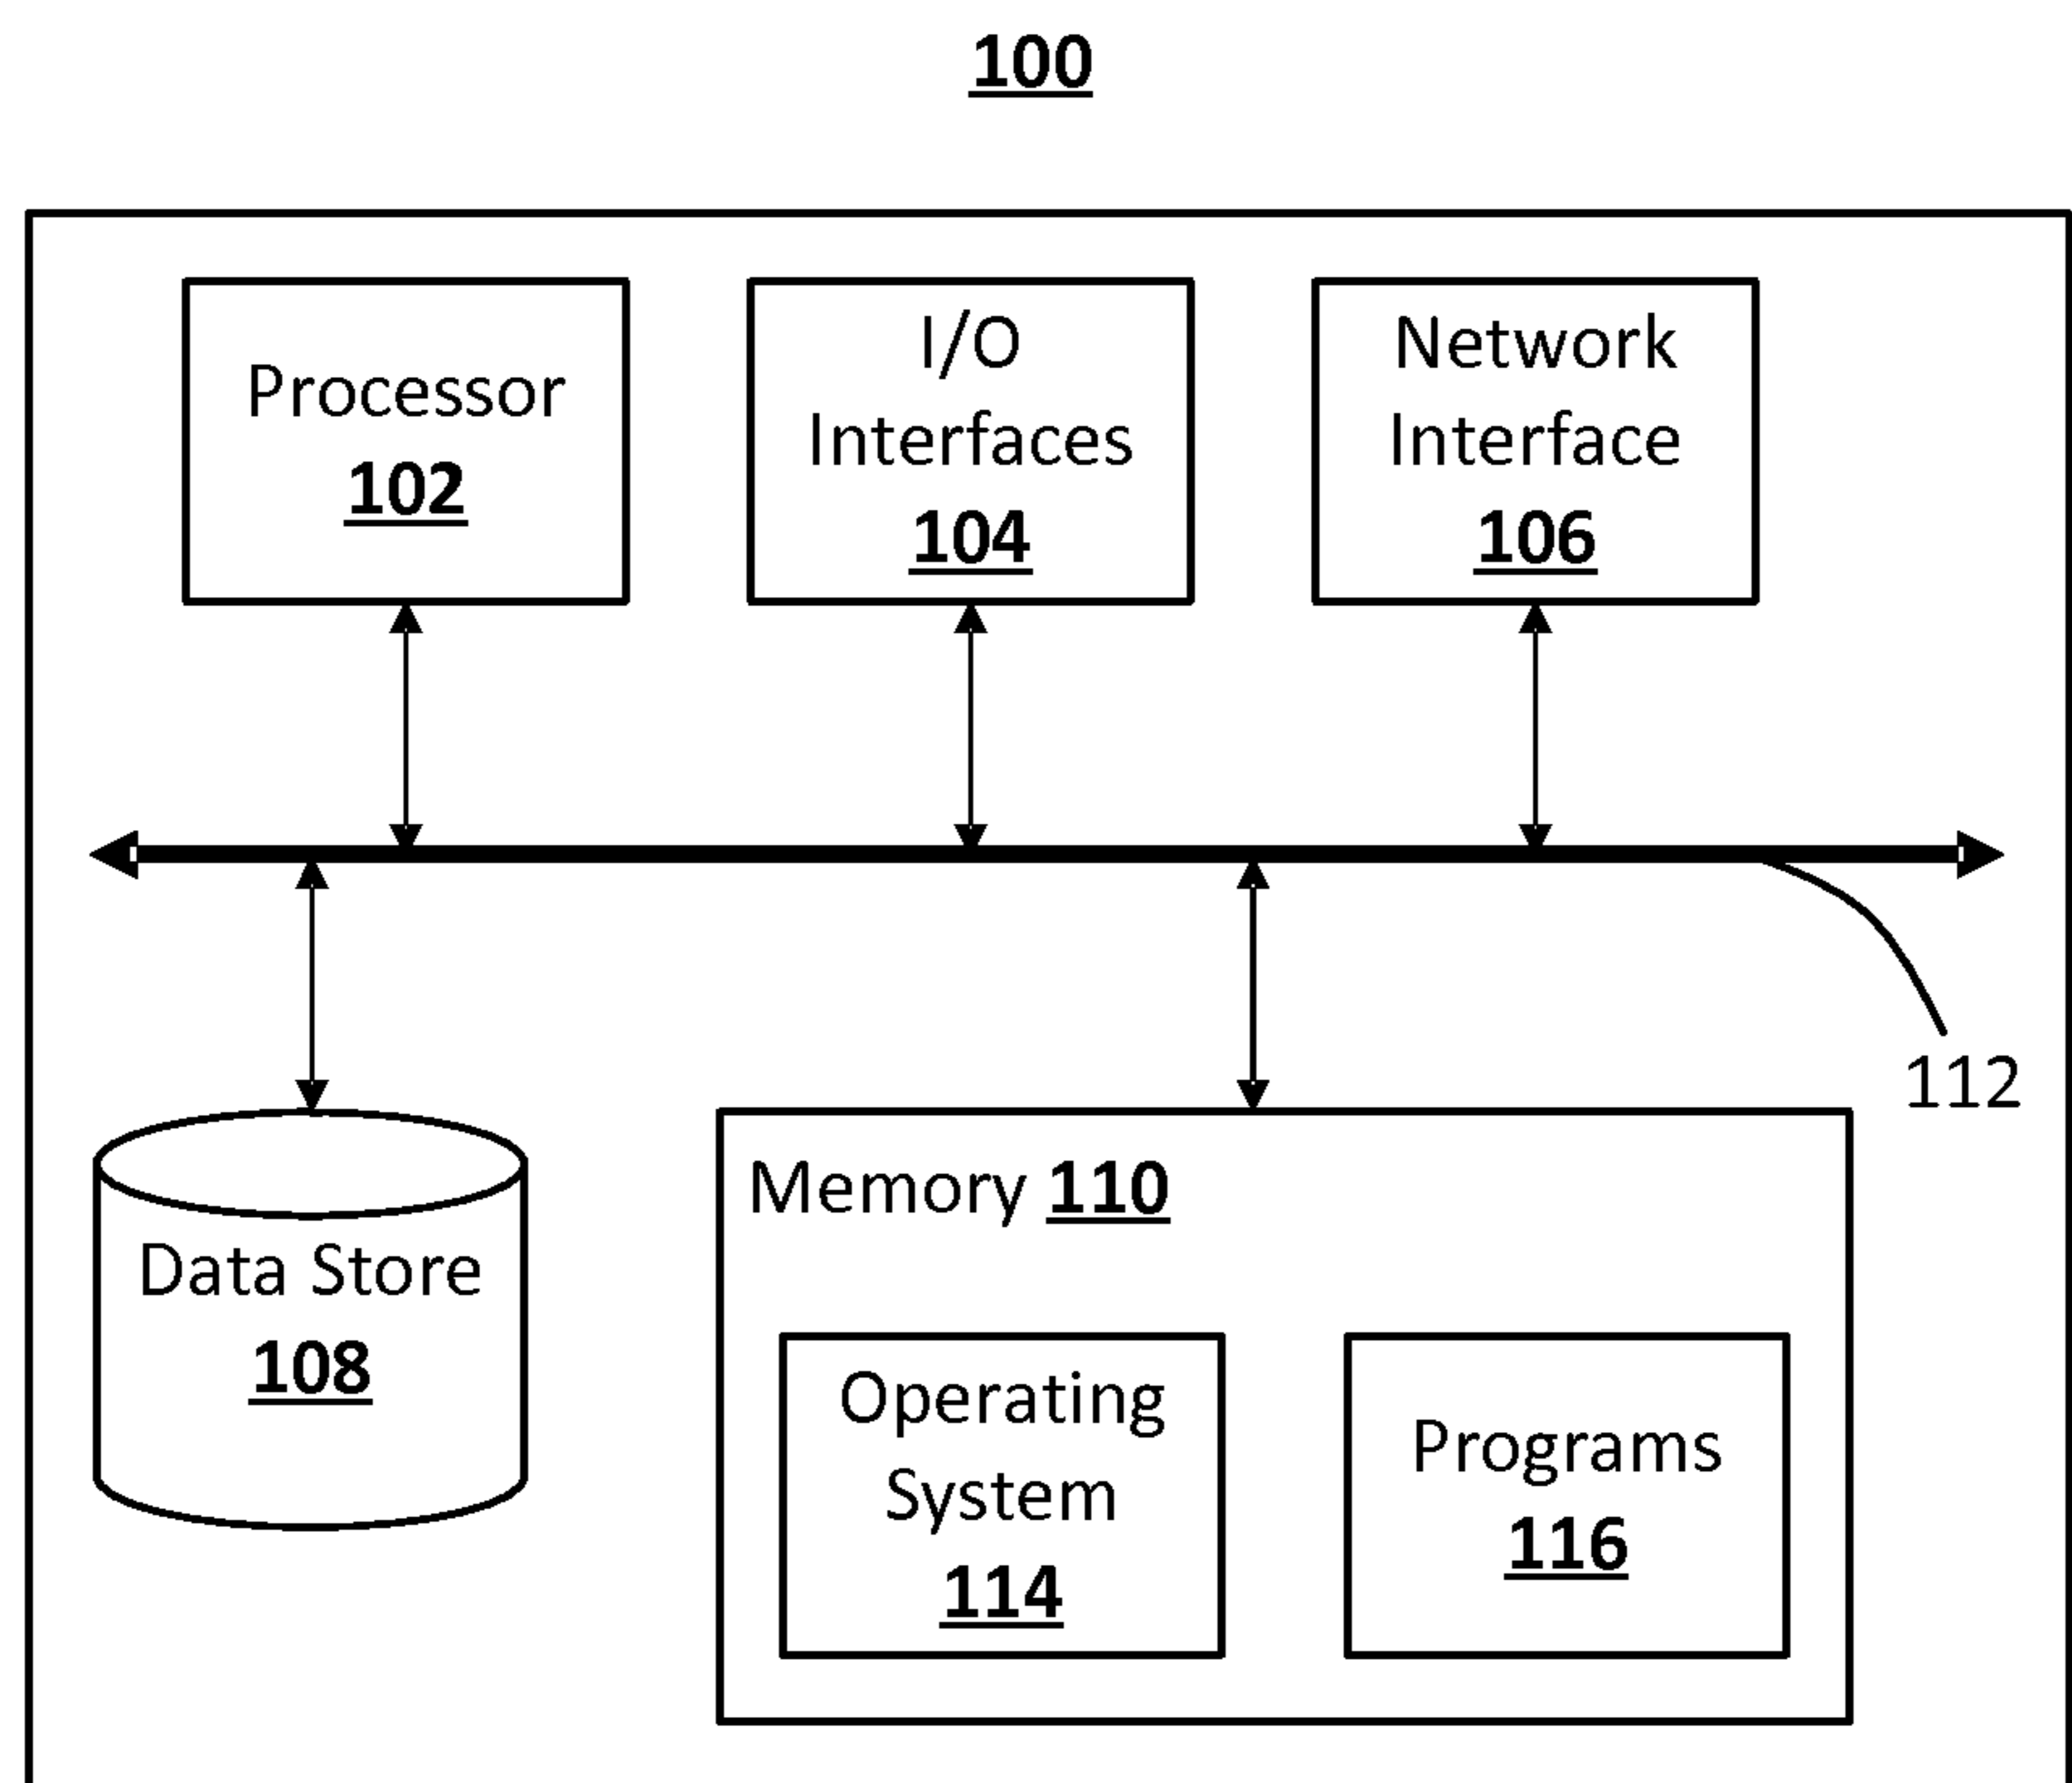 100
Processor
102
I/O
Interfaces
104
Network
Interface
106
112
Data Store
108
Memory 110
Operating
System
114
Programs
116